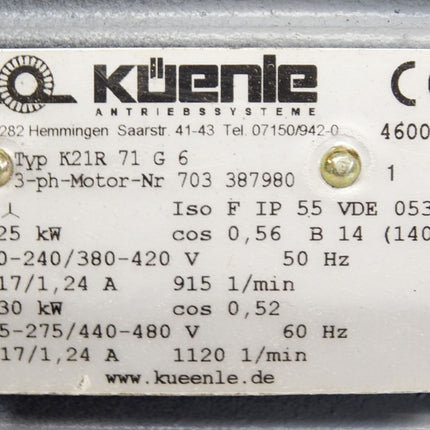 KÜENLE CE
ANTRIEBSSYSTEME
282 Hemmingen Saarstr. 41-43 Tel. 07150/942-0 4600
Typ K21R 71 G 6
3-ph-Motor-Nr 703 387980 1
Iso F IP 55 VDE 053
25 kW cos 0,56 B 14 (140
0-240/380-420 V 50 Hz
17/1,24 A 915 1/min
30 kW cos 0,52
5-275/440-480 V 60 Hz
17/1,24 A 1120 1/min
www.kueenle.de